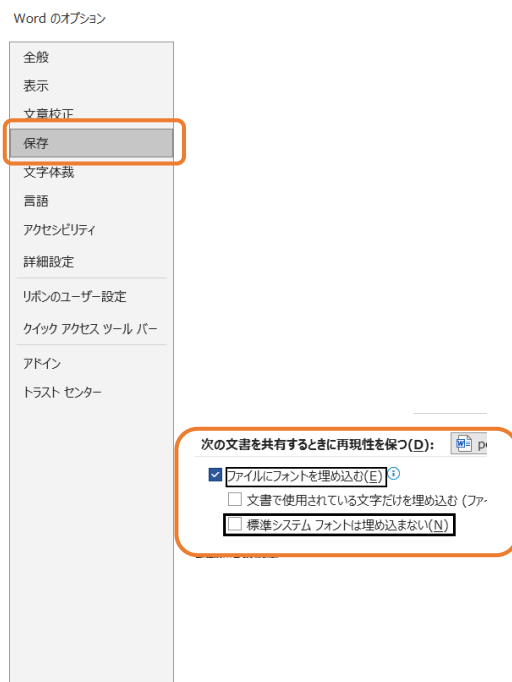 Word のオプション
全般
表示
文章校正
保存
文字体裁
言語
アクセシビリティ
詳細設定
リボンのユーザー設定
クイック アクセス ツール バー
アドイン
トラスト センター
次の文書を共有するときに再現性を保つ(D):
ファイルにフォントを埋め込む(E)
文書で使用されている文字だけを埋め込む (ファ
標準システム フォントは埋め込まない(N)